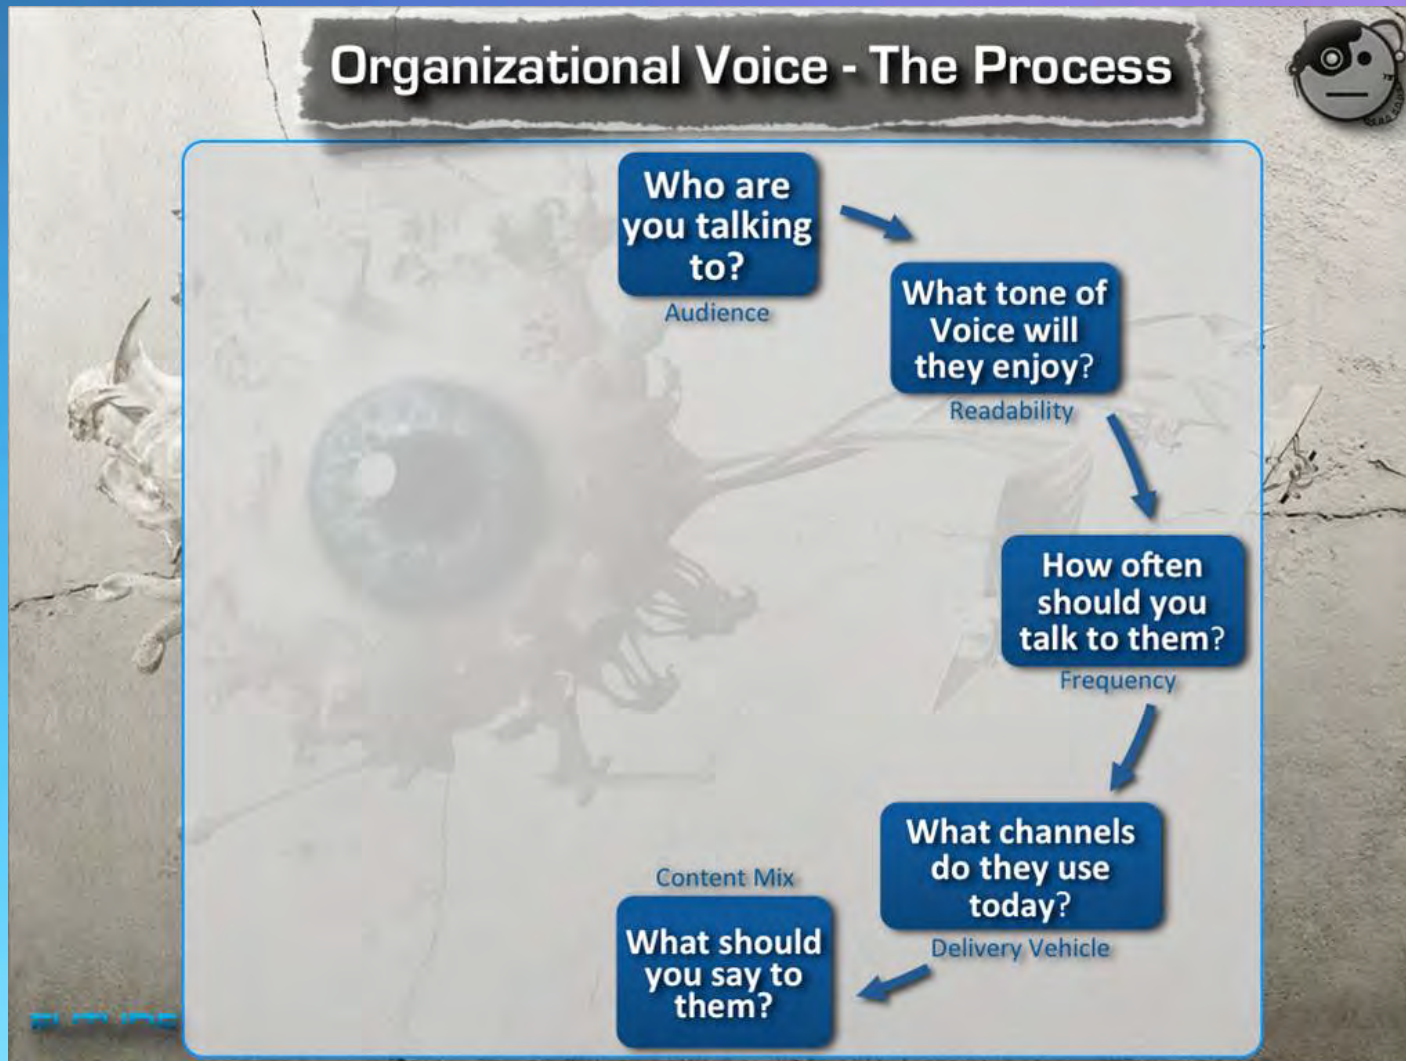 Organizational Voice - The Process
Who are
you talking
to?
Audience
What tone of
Voice will
they enjoy?
Readability
How often
should you
talk to them?
Frequency
What channels
do they use
today?
Delivery Vehicle
Content Mix
What should
you say to
them?
FUTURE